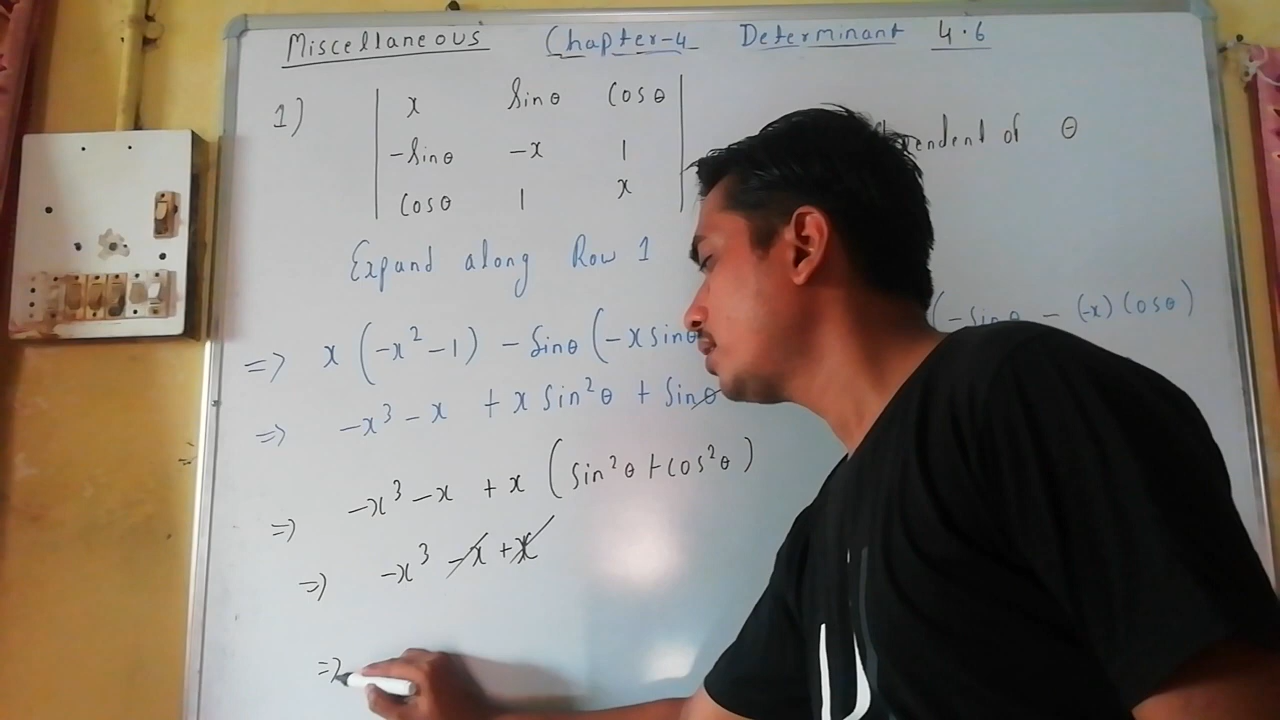 Miscellaneous Chapter-4 Determinant 4.6
1) | x sinθ cosθ |
| -sinθ -x 1 | of θ
| cosθ 1 x |
Expand along Row 1
=> x (-x² -1) - sinθ (-x sinθ (-sinθ - (-x) cosθ)
=> -x³ - x + x sin²θ + sinθ
=> -x³ - x + x (sin²θ + cos²θ)
=> -x³ - x + x
=>